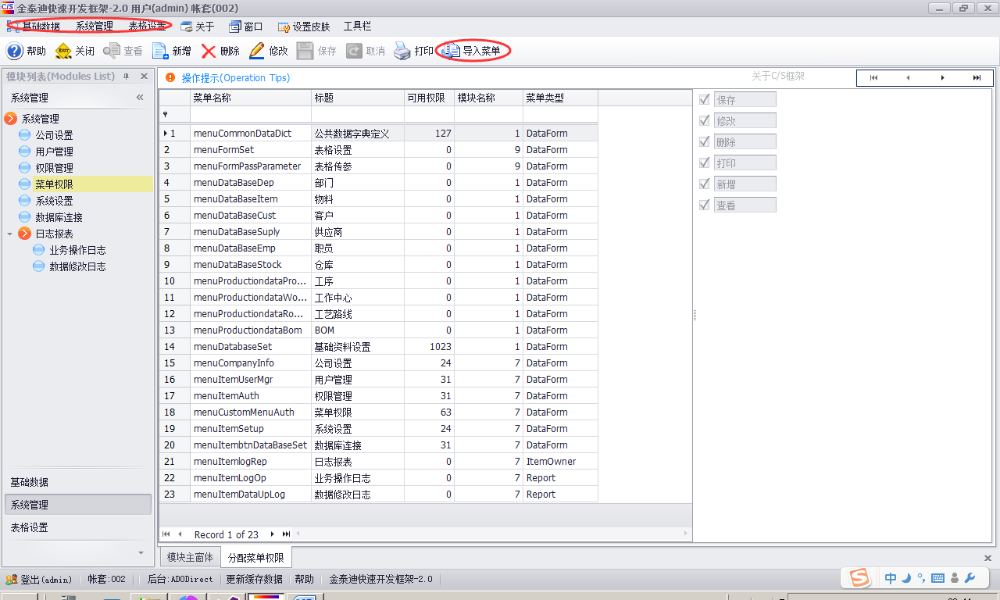 C/S 金泰迪快速开发框架-2.0 用户(admin) 帐套(002)
基础数据 系统管理 表格设置 关于 窗口 设置皮肤 工具栏
帮助 EXIT 关闭 查看 新增 删除 修改 保存 取消 打印 导入菜单
模块列表(Modules List)
系统管理
系统管理
公司设置
用户管理
权限管理
菜单权限
系统设置
数据库连接
日志报表
业务操作日志
数据修改日志
基础数据
系统管理
表格设置
操作提示(Operation Tips) 关于C/S框架
菜单名称 标题 可用权限 模块名称 菜单类型
1 menuCommonDataDict 公共数据字典定义 127 1 DataForm
2 menuFormSet 表格设置 0 9 DataForm
3 menuFormPassParameter 表格传参 0 9 DataForm
4 menuDataBaseDep 部门 0 1 DataForm
5 menuDataBaseItem 物料 0 1 DataForm
6 menuDataBaseCust 客户 0 1 DataForm
7 menuDataBaseSuply 供应商 0 1 DataForm
8 menuDataBaseEmp 职员 0 1 DataForm
9 menuDataBaseStock 仓库 0 1 DataForm
10 menuProductiondataPro... 工序 0 1 DataForm
11 menuProductiondataWo... 工作中心 0 1 DataForm
12 menuProductiondataRo... 工艺路线 0 1 DataForm
13 menuProductiondataBom BOM 0 1 DataForm
14 menuDatabaseSet 基础资料设置 1023 1 DataForm
15 menuCompanyInfo 公司设置 24 7 DataForm
16 menuItemUserMgr 用户管理 31 7 DataForm
17 menuItemAuth 权限管理 31 7 DataForm
18 menuCustomMenuAuth 菜单权限 63 7 DataForm
19 menuItemSetup 系统设置 24 7 DataForm
20 menuItembtnDataBaseSet 数据库连接 31 7 DataForm
21 menuItemlogRep 日志报表 0 7 ItemOwner
22 menuItemLogOp 业务操作日志 0 7 Report
23 menuItemDataUpLog 数据修改日志 0 7 Report
Record 1 of 23
保存
修改
删除
打印
新增
查看
模块主窗体 分配菜单权限
登出(admin) 帐套:002 后台:ADODirect 更新缓存数据 帮助 金泰迪快速开发框架-2.0
S 中